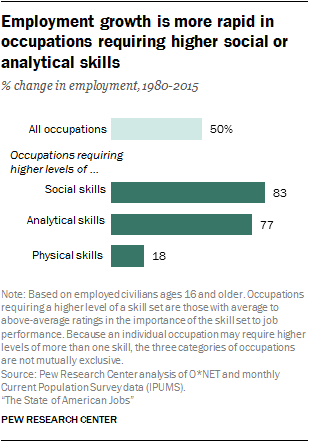 Employment growth is more rapid in
occupations requiring higher social or
analytical skills
% change in employment, 1980-2015
All occupations 50%
Occupations requiring
higher levels of ...
Social skills 83
Analytical skills 77
Physical skills 18
Note: Based on employed civilians ages 16 and older. Occupations
requiring a higher level of a skill set are those with average to
above-average ratings in the importance of the skill set to job
performance. Because an individual occupation may require higher
levels of more than one skill, the three categories of occupations
are not mutually exclusive.
Source: Pew Research Center analysis of O*NET and monthly
Current Population Survey data (IPUMS).
“The State of American Jobs”
PEW RESEARCH CENTER